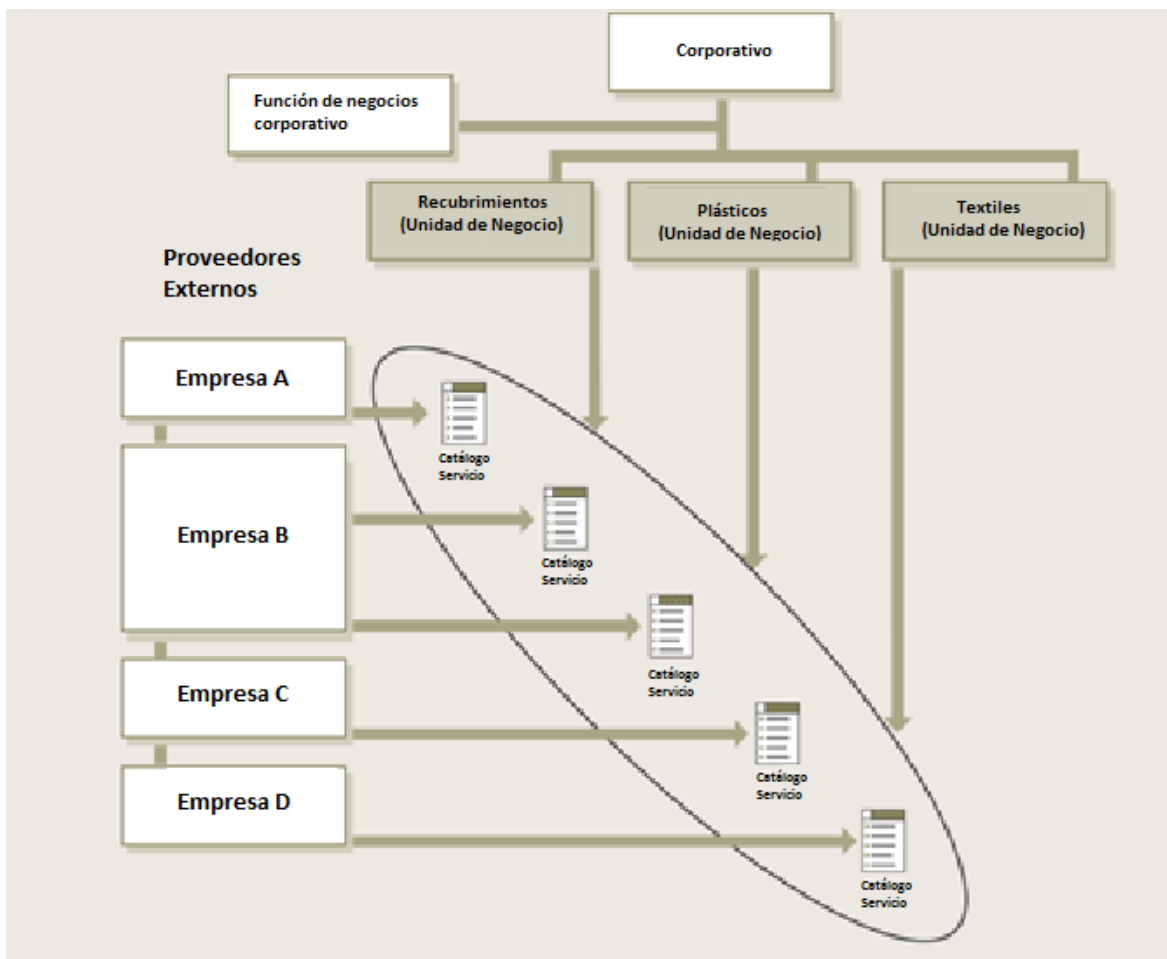 Corporativo
Función de negocios
corporativo
Recubrimientos
(Unidad de Negocio)
Plásticos
(Unidad de Negocio)
Textiles
(Unidad de Negocio)
Proveedores
Externos
Empresa A
Catálogo
Servicio
Empresa B
Catálogo
Servicio
Catálogo
Servicio
Empresa C
Catálogo
Servicio
Empresa D
Catálogo
Servicio